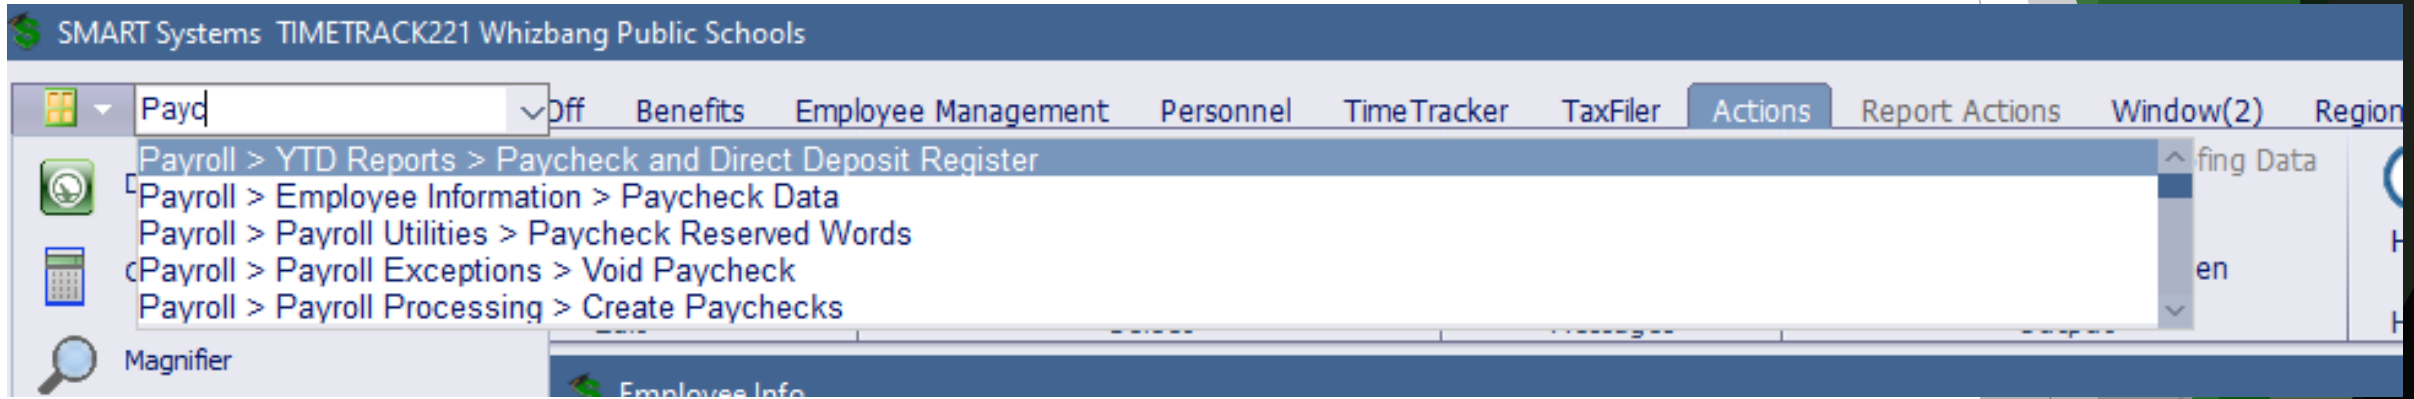 SMART Systems TIMETRACK221 Whizbang Public Schools
Payc
Off Benefits Employee Management Personnel TimeTracker TaxFiler Actions Report Actions Window(2) Region
Payroll > YTD Reports > Paycheck and Direct Deposit Register
fing Data
Payroll > Employee Information > Paycheck Data
Payroll > Payroll Utilities > Paycheck Reserved Words
Payroll > Payroll Exceptions > Void Paycheck
en
Payroll > Payroll Processing > Create Paychecks
Magnifier
Employee Info